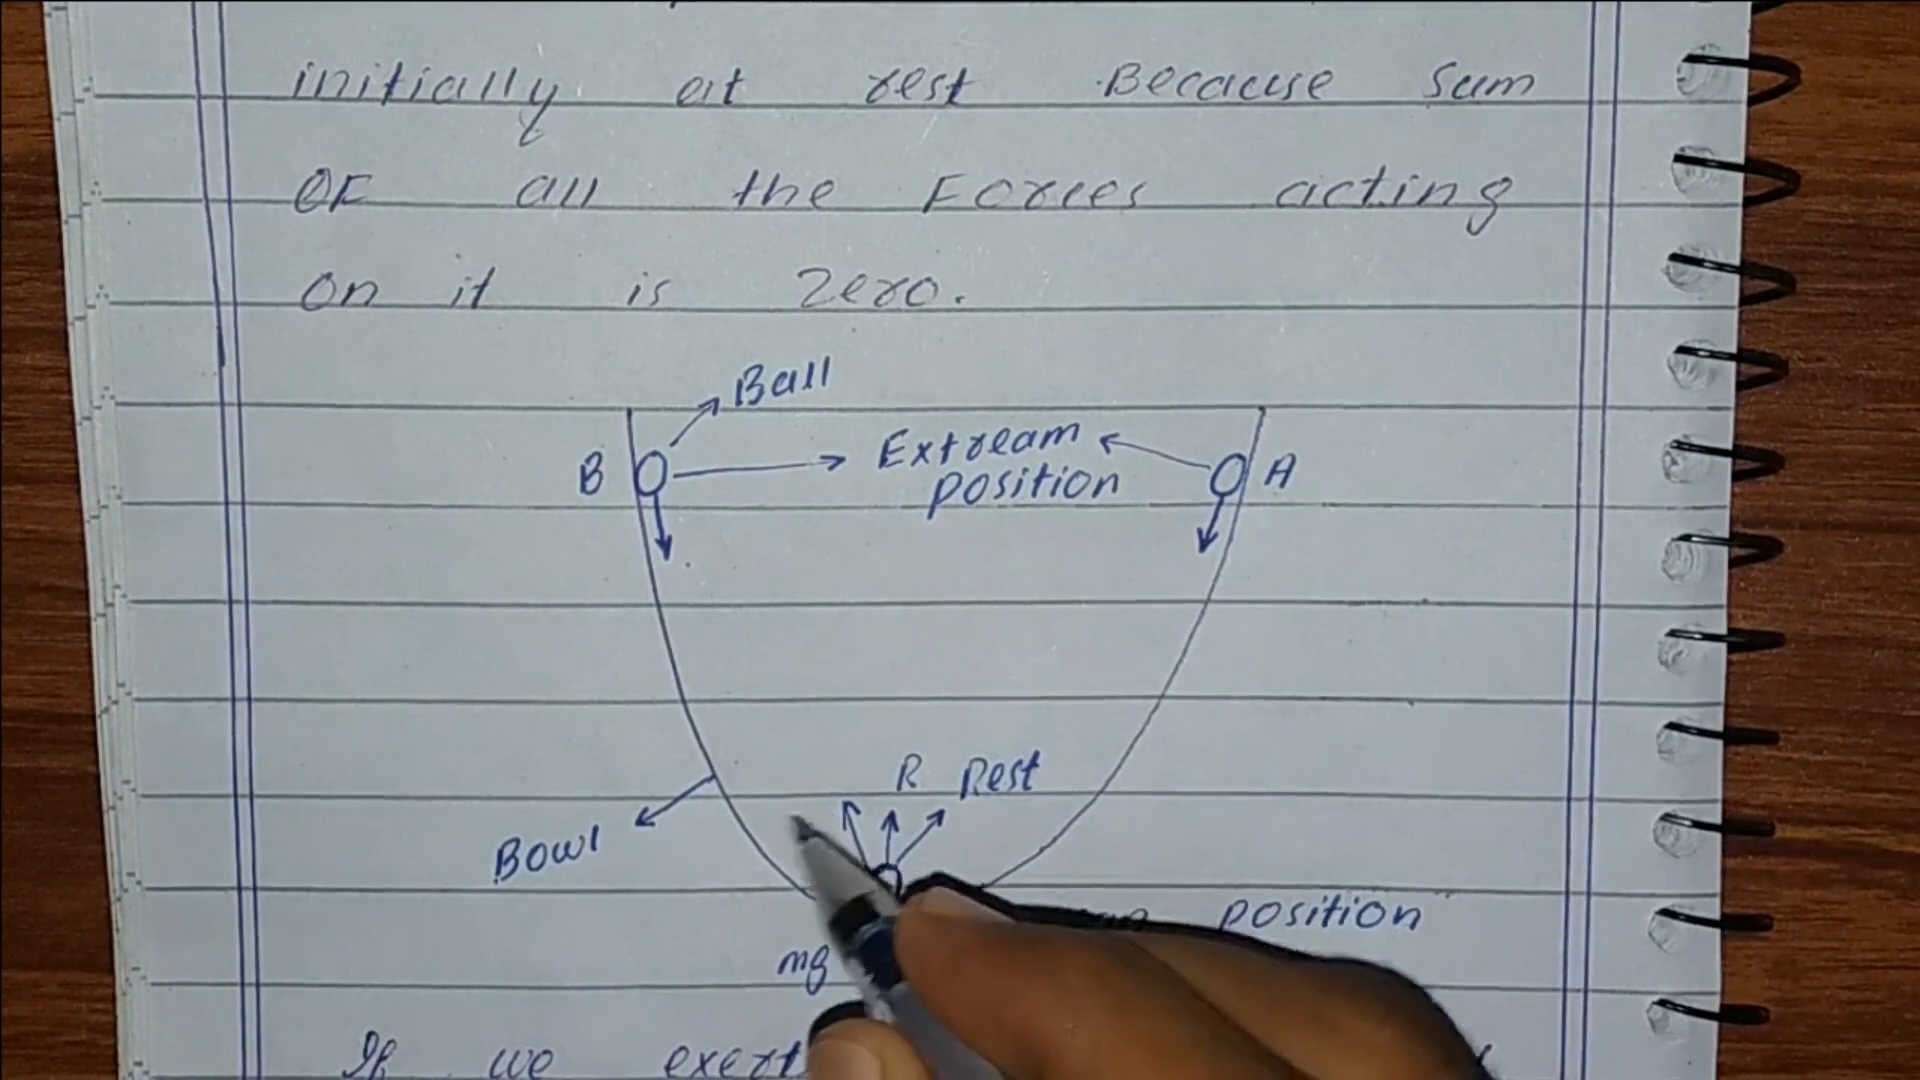 initially at rest Because Sum
OF all the Forces acting
on it is Zero.
Ball
B
Extream
position
A
R Rest
Bowl
position
mg
If we exert